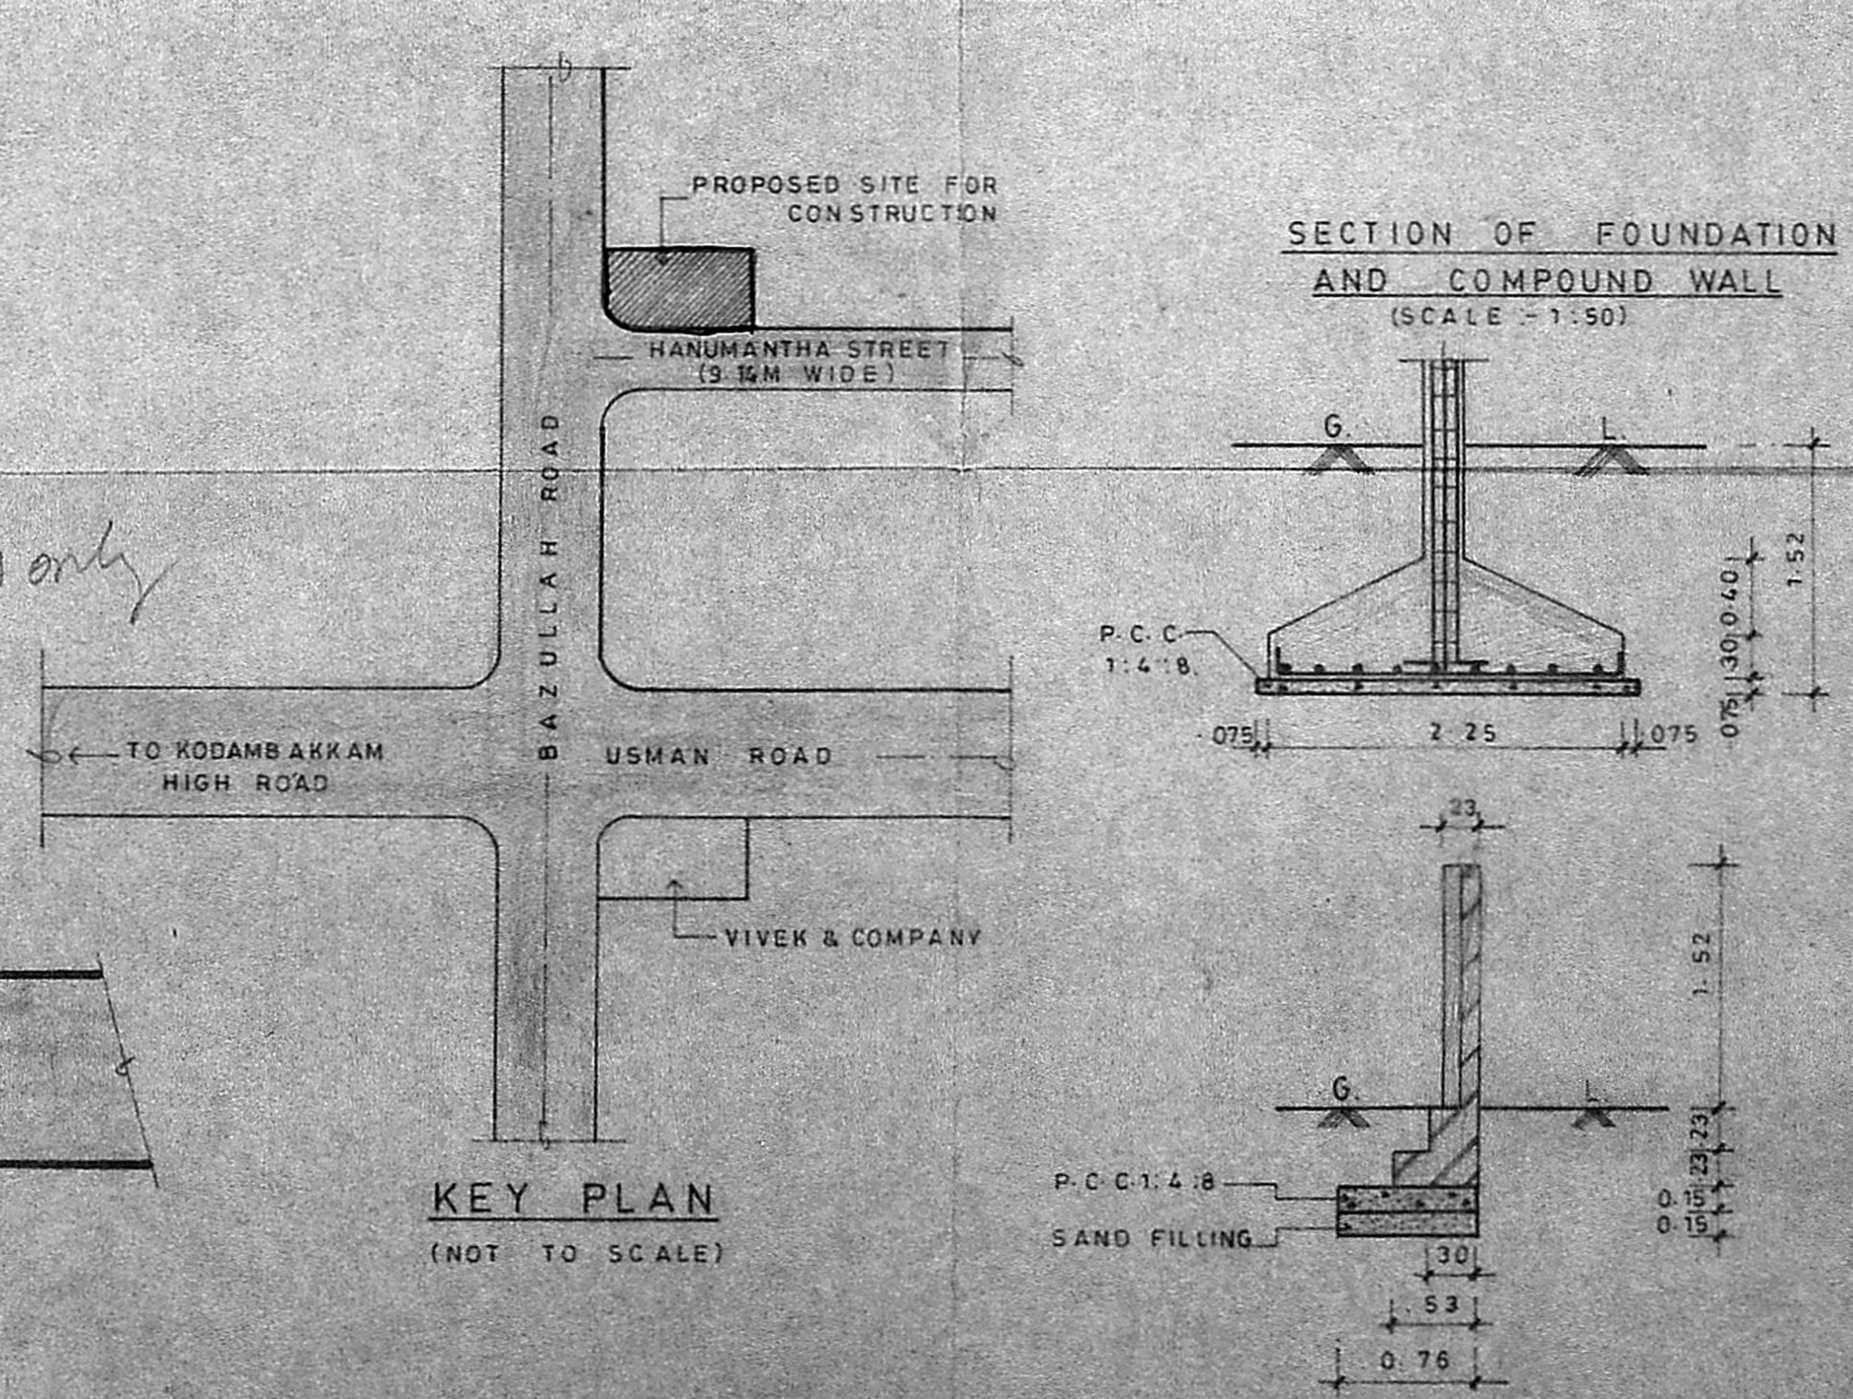 PROPOSED SITE FOR
CONSTRUCTION
HANUMANTHA STREET
(9.14M WIDE)
BAZULLAH ROAD
only
TO KODAMBAKKAM
HIGH ROAD
USMAN ROAD
VIVEK & COMPANY
KEY PLAN
(NOT TO SCALE)
SECTION OF FOUNDATION
AND COMPOUND WALL
(SCALE :- 1:50)
G. L.
1.52
0.40
.30
.075
P.C.C.
1:4:8.
.075 2.25 .075
.23
1.52
G. L.
.23
.23
P.C.C.1:4:8
0.15
SAND FILLING
0.15
.30
.53
0.76